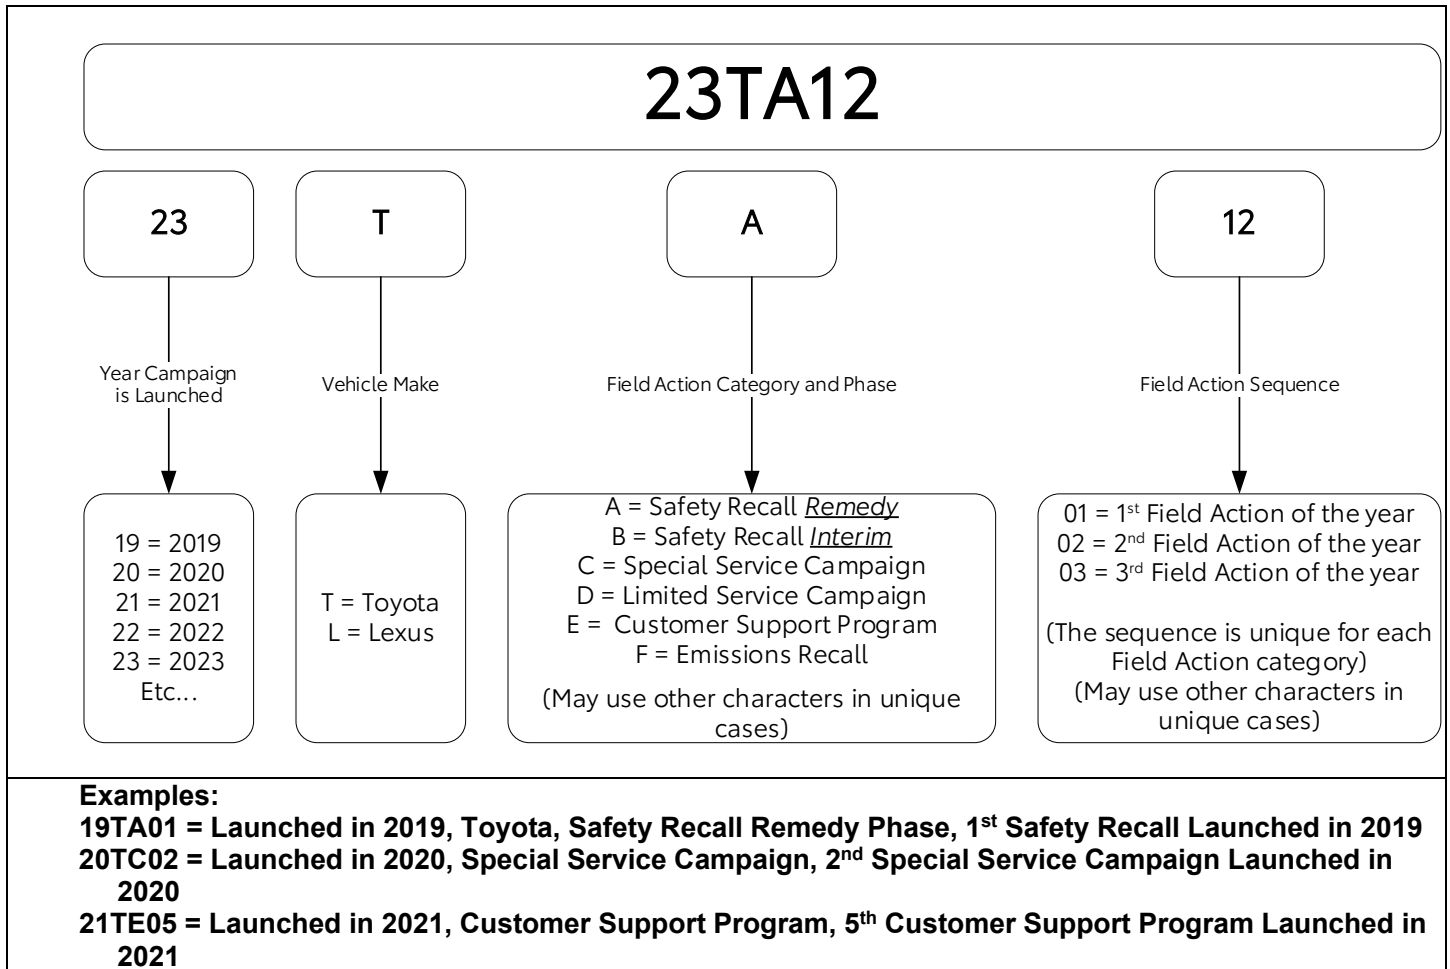 23TA12
23
T
A
12
Year Campaign
is Launched
Vehicle Make
Field Action Category and Phase
Field Action Sequence
19 = 2019
20 = 2020
21 = 2021
22 = 2022
23 = 2023
Etc...
T = Toyota
L = Lexus
A = Safety Recall Remedy
B = Safety Recall Interim
C = Special Service Campaign
D = Limited Service Campaign
E =  Customer Support Program
F = Emissions Recall
(May use other characters in unique
cases)
01 = 1st Field Action of the year
02 = 2nd Field Action of the year
03 = 3rd Field Action of the year
(The sequence is unique for each
Field Action category)
(May use other characters in
unique cases)
Examples:
19TA01 = Launched in 2019, Toyota, Safety Recall Remedy Phase, 1st Safety Recall Launched in 2019
20TC02 = Launched in 2020, Special Service Campaign, 2nd Special Service Campaign Launched in
2020
21TE05 = Launched in 2021, Customer Support Program, 5th Customer Support Program Launched in
2021